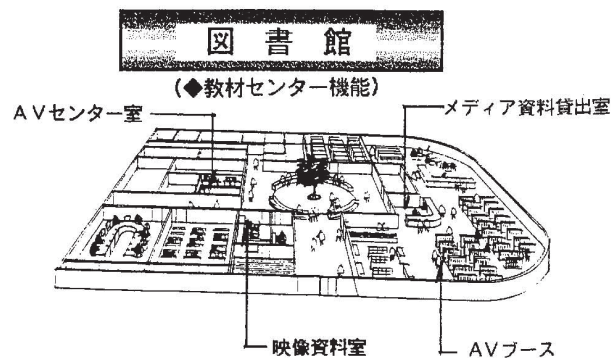 図書館
(◆教材センター機能)
AVセンター室
メディア資料貸出室
映像資料室
AVブース